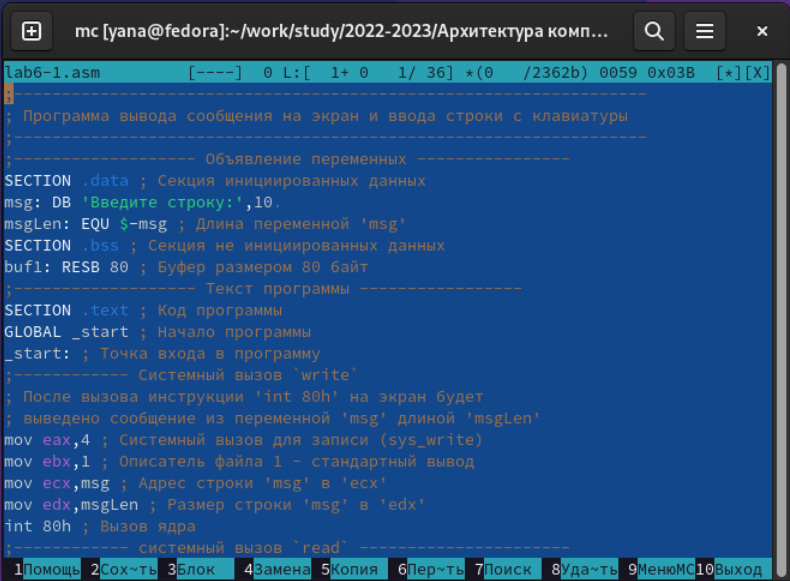 mc [yana@fedora]:~/work/study/2022-2023/Архитектура комп...
lab6-1.asm [----] 0 L:[ 1+ 0 1/ 36] *(0 /2362b) 0059 0x03B [*][X]
;---------------------------------------------------------------
; Программа вывода сообщения на экран и ввода строки с клавиатуры
;---------------------------------------------------------------
;------------------- Объявление переменных ----------------
SECTION .data ; Секция инициированных данных
msg: DB 'Введите строку:',10.
msgLen: EQU $-msg ; Длина переменной 'msg'
SECTION .bss ; Секция не инициированных данных
buf1: RESB 80 ; Буфер размером 80 байт
;------------------- Текст программы -----------------
SECTION .text ; Код программы
GLOBAL _start ; Начало программы
_start: ; Точка входа в программу
;------------ Системный вызов `write`
; После вызова инструкции 'int 80h' на экран будет
; выведено сообщение из переменной 'msg' длиной 'msgLen'
mov eax,4 ; Системный вызов для записи (sys_write)
mov ebx,1 ; Описатель файла 1 - стандартный вывод
mov ecx,msg ; Адрес строки 'msg' в 'ecx'
mov edx,msgLen ; Размер строки 'msg' в 'edx'
int 80h ; Вызов ядра
;------------ системный вызов `read` ----------------------
1Помощь 2Сох~ть 3Блок 4Замена 5Копия 6Пер~ть 7Поиск 8Уда~ть 9МенюMC 10Выход